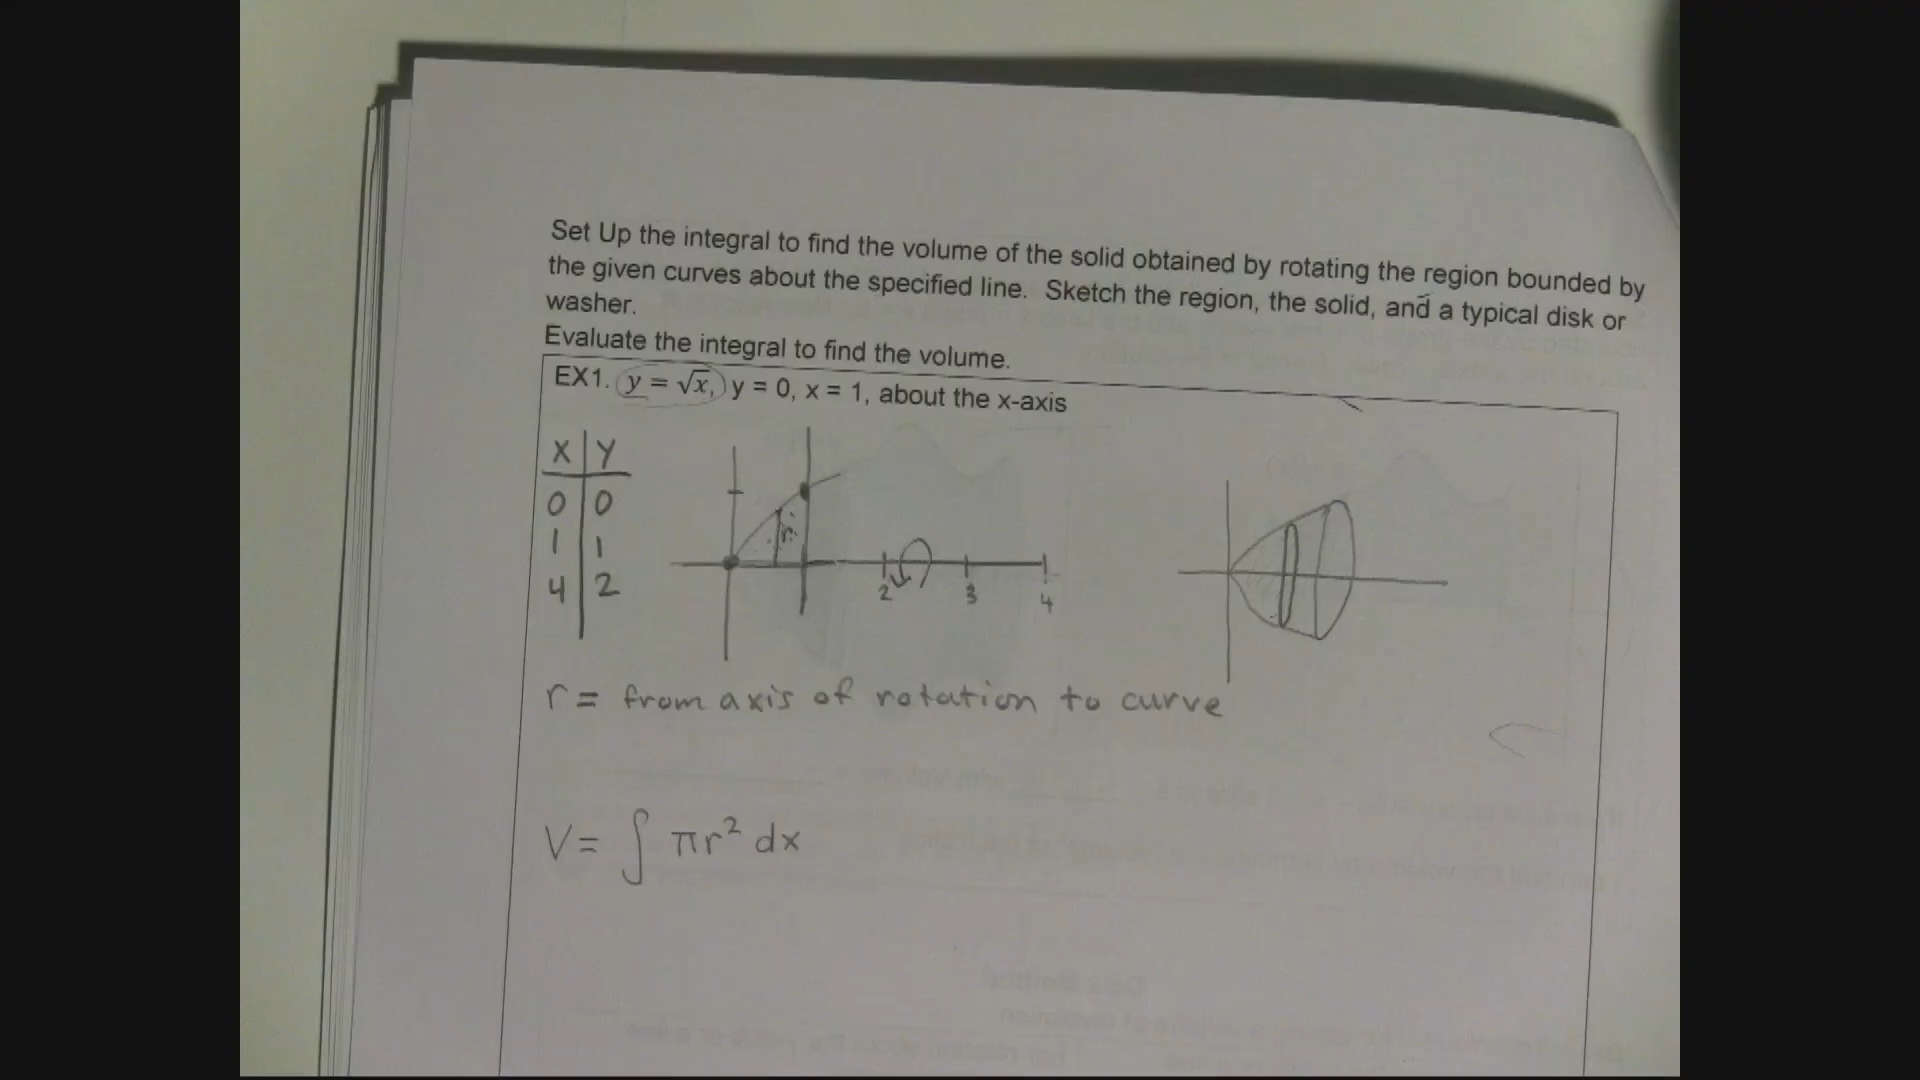 Set Up the integral to find the volume of the solid obtained by rotating the region bounded by
the given curves about the specified line. Sketch the region, the solid, and a typical disk or
washer.
Evaluate the integral to find the volume.
EX1. y = √x, y = 0, x = 1, about the x-axis
X Y
0 0
1 1
4 2
r
2 3 4
r = from axis of rotation to curve
V = ∫ πr² dx